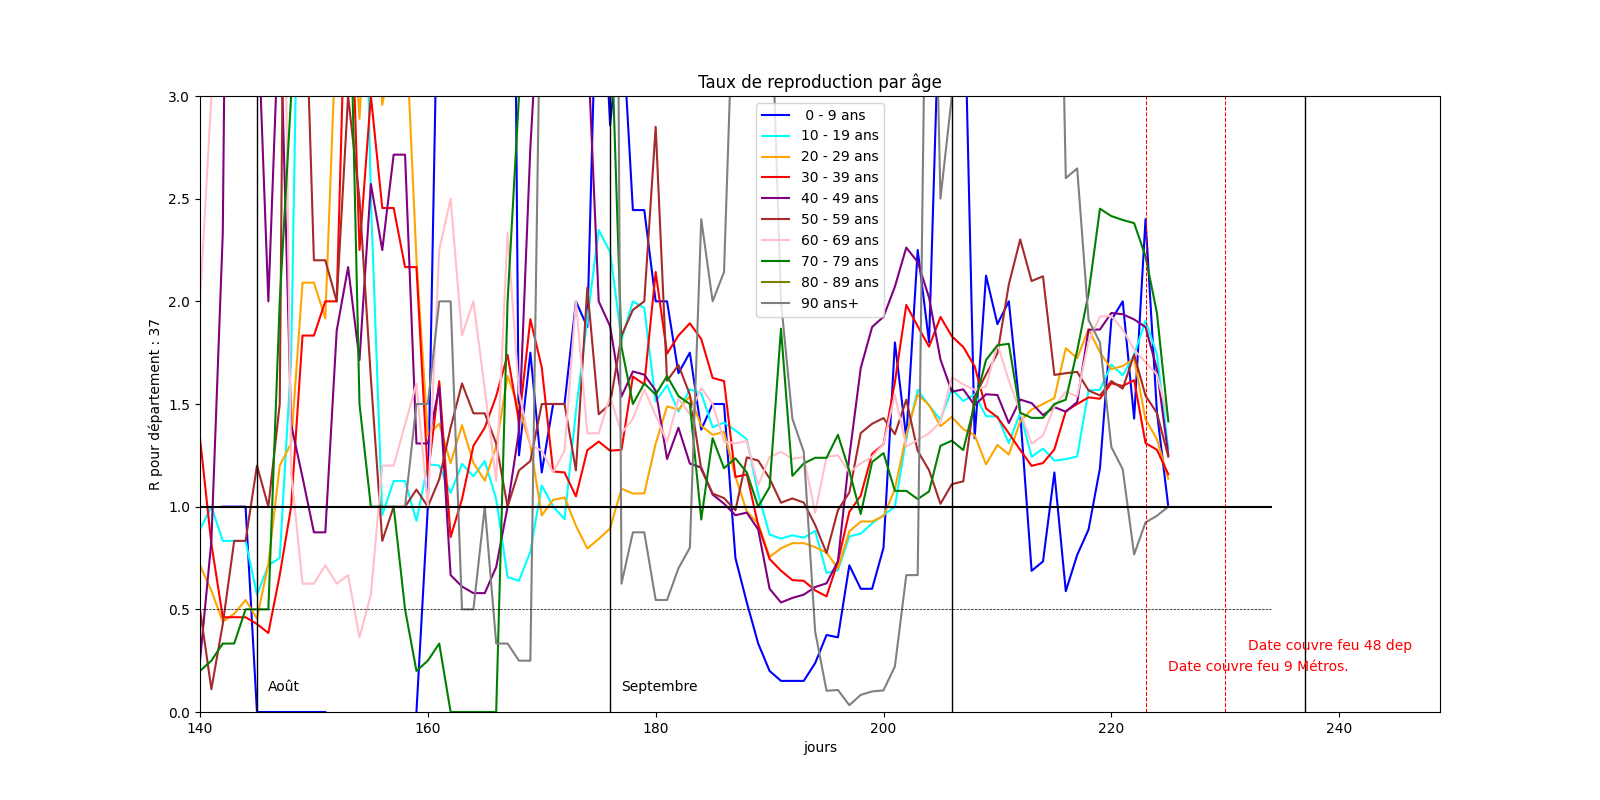 Taux de reproduction par âge
R pour département : 37
3.0
2.5
2.0
1.5
1.0
0.5
0.0
0 - 9 ans
10 - 19 ans
20 - 29 ans
30 - 39 ans
40 - 49 ans
50 - 59 ans
60 - 69 ans
70 - 79 ans
80 - 89 ans
90 ans+
Date couvre feu 48 dep
Date couvre feu 9 Métros.
Août
Septembre
140
160
180
200
220
240
jours